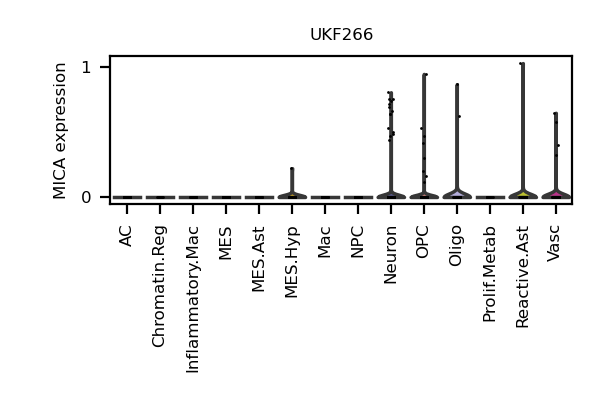 UKF266
MICA expression
1
0
AC
Chromatin.Reg
Inflammatory.Mac
MES
MES.Ast
MES.Hyp
Mac
NPC
Neuron
OPC
Oligo
Prolif.Metab
Reactive.Ast
Vasc